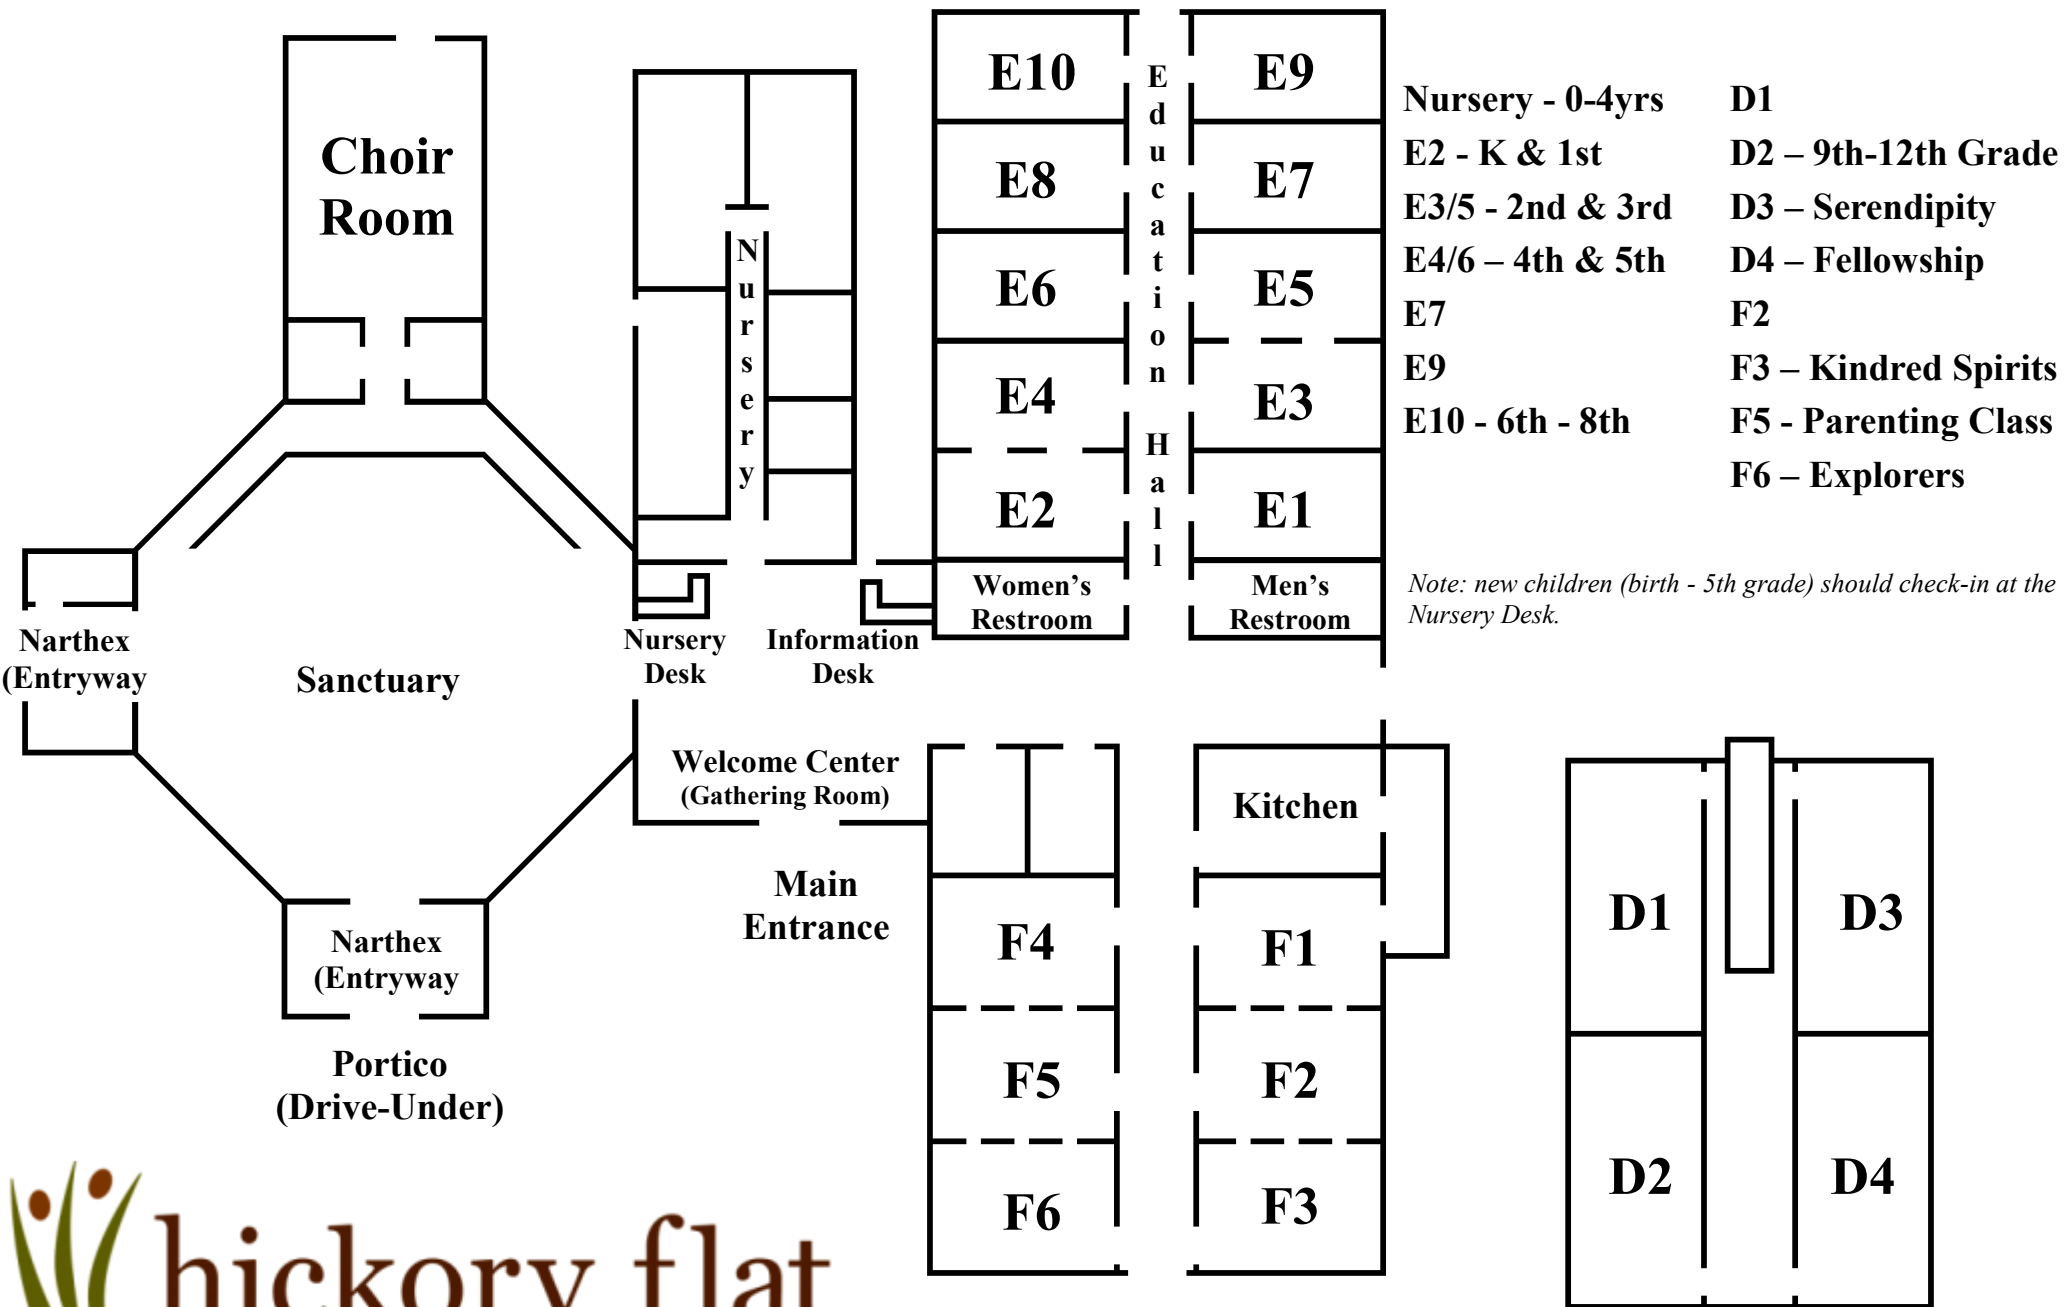 Choir
Room
Nursery
E10
E9
E8
E7
E6
E5
E4
E3
E2
E1
Education Hall
Women's
Restroom
Men's
Restroom
Nursery - 0-4yrs
E2 - K & 1st
E3/5 - 2nd & 3rd
E4/6 – 4th & 5th
E7
E9
E10 - 6th - 8th
D1
D2 – 9th-12th Grade
D3 – Serendipity
D4 – Fellowship
F2
F3 – Kindred Spirits
F5 - Parenting Class
F6 – Explorers
Note: new children (birth - 5th grade) should check-in at the
Nursery Desk.
Narthex
(Entryway
Sanctuary
Nursery
Desk
Information
Desk
Welcome Center
(Gathering Room)
Main
Entrance
Narthex
(Entryway
Portico
(Drive-Under)
Kitchen
F4
F1
F5
F2
F6
F3
D1
D3
D2
D4
hickory flat